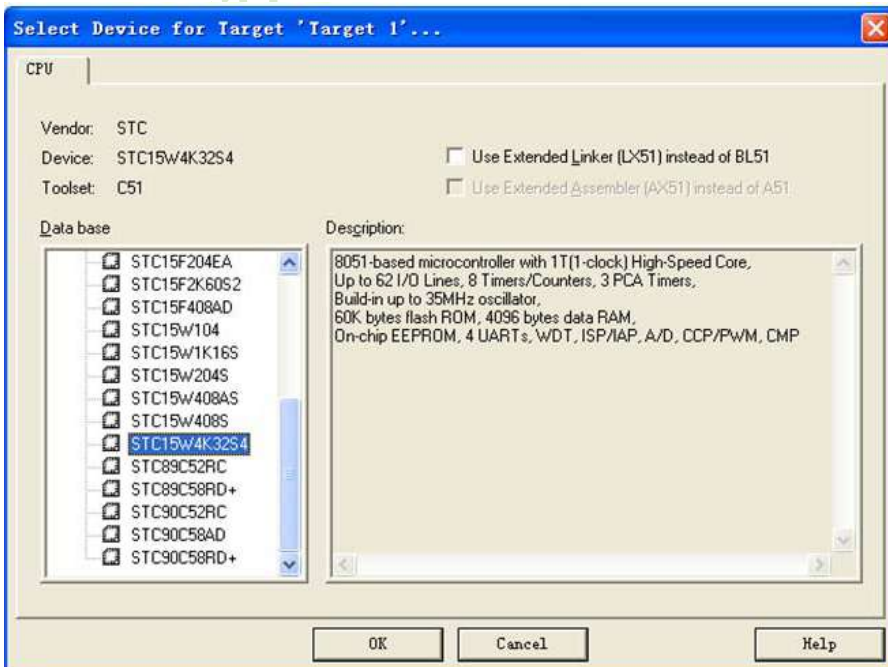 Select Device for Target 'Target 1'...
CPU
Vendor: STC
Device: STC15W4K32S4
Toolset: C51
Use Extended Linker (LX51) instead of BL51
Use Extended Assembler (AX51) instead of A51
Data base
STC15F204EA
STC15F2K60S2
STC15F408AD
STC15W104
STC15W1K16S
STC15W204S
STC15W408AS
STC15W408S
STC15W4K32S4
STC89C52RC
STC89C58RD+
STC90C52RC
STC90C58AD
STC90C58RD+
Description:
8051-based microcontroller with 1T(1-clock) High-Speed Core,
Up to 62 I/O Lines, 8 Timers/Counters, 3 PCA Timers,
Build-in up to 35MHz oscillator,
60K bytes flash ROM, 4096 bytes data RAM,
On-chip EEPROM, 4 UARTs, WDT, ISP/IAP, A/D, CCP/PWM, CMP
OK
Cancel
Help